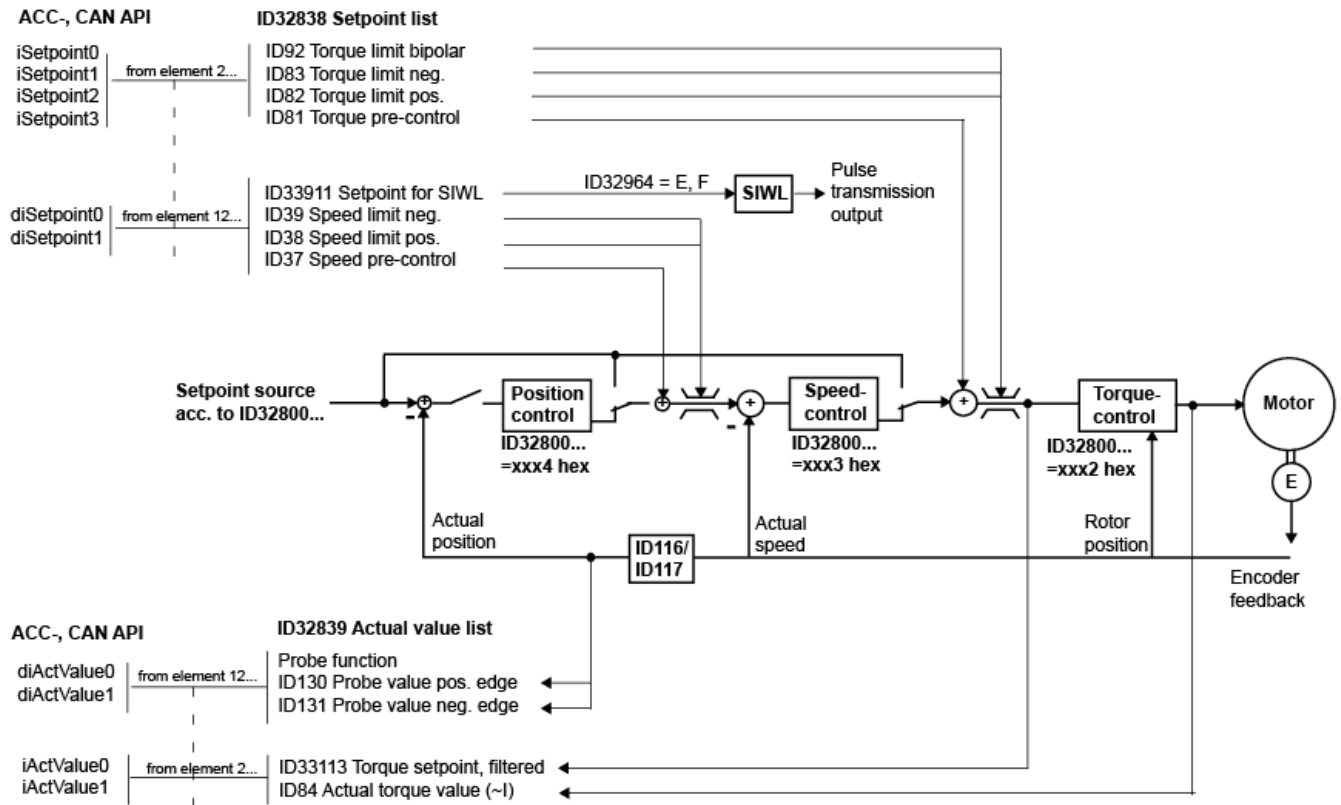 ACC-, CAN API
ID32838 Setpoint list
iSetpoint0
iSetpoint1
iSetpoint2
iSetpoint3
from element 2...
ID92 Torque limit bipolar
ID83 Torque limit neg.
ID82 Torque limit pos.
ID81 Torque pre-control
diSetpoint0
diSetpoint1
from element 12...
ID33911 Setpoint for SIWL
ID39 Speed limit neg.
ID38 Speed limit pos.
ID37 Speed pre-control
ID32964 = E, F
SIWL
Pulse
transmission
output
Setpoint source
acc. to ID32800...
+
-
Position
control
ID32800...
=xxx4 hex
+
+
-
Speed-
control
ID32800...
=xxx3 hex
+
Torque-
control
ID32800...
=xxx2 hex
Motor
E
Actual
position
ID116/
ID117
Actual
speed
Rotor
position
Encoder
feedback
ACC-, CAN API
ID32839 Actual value list
diActValue0
diActValue1
from element 12...
Probe function
ID130 Probe value pos. edge
ID131 Probe value neg. edge
iActValue0
iActValue1
from element 2...
ID33113 Torque setpoint, filtered
ID84 Actual torque value (~I)